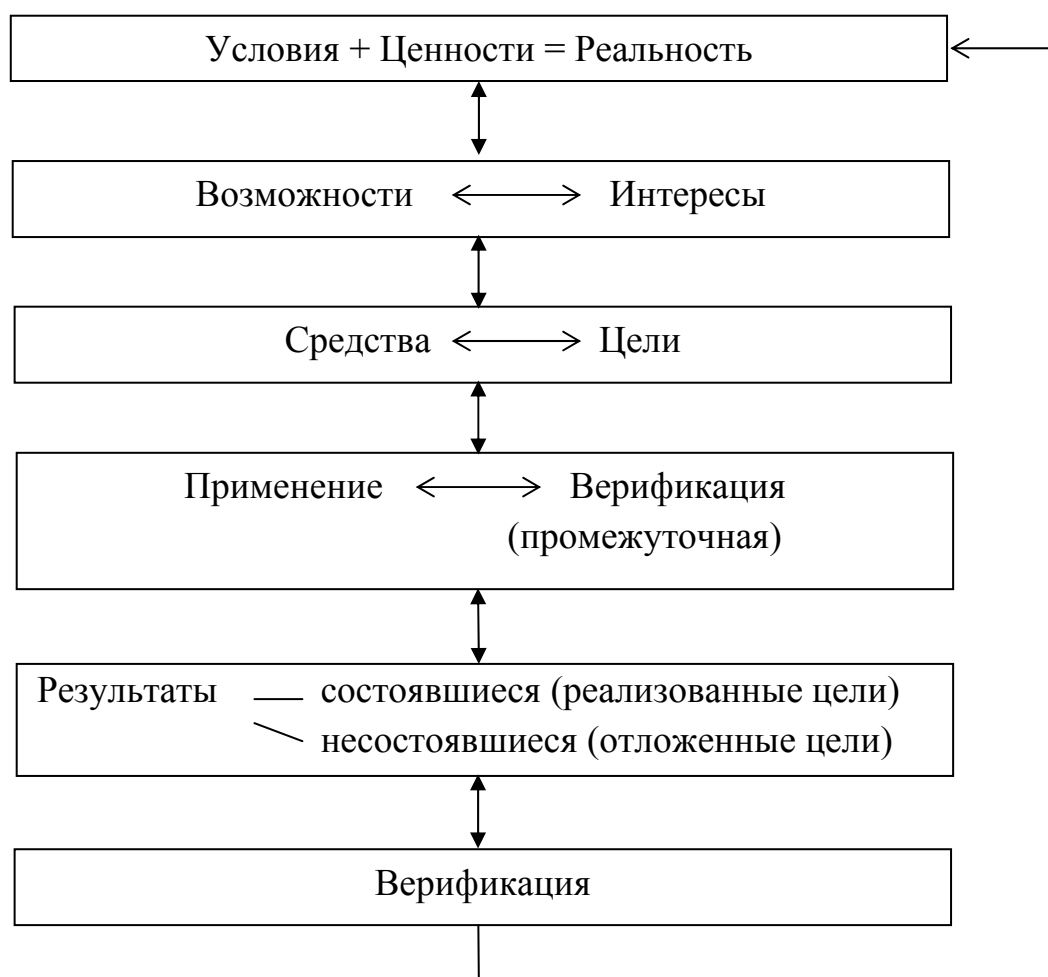 Условия + Ценности = Реальность
Возможности Интересы
Средства Цели
Применение Верификация
(промежуточная)
Результаты состоявшиеся (реализованные цели)
несостоявшиеся (отложенные цели)
Верификация